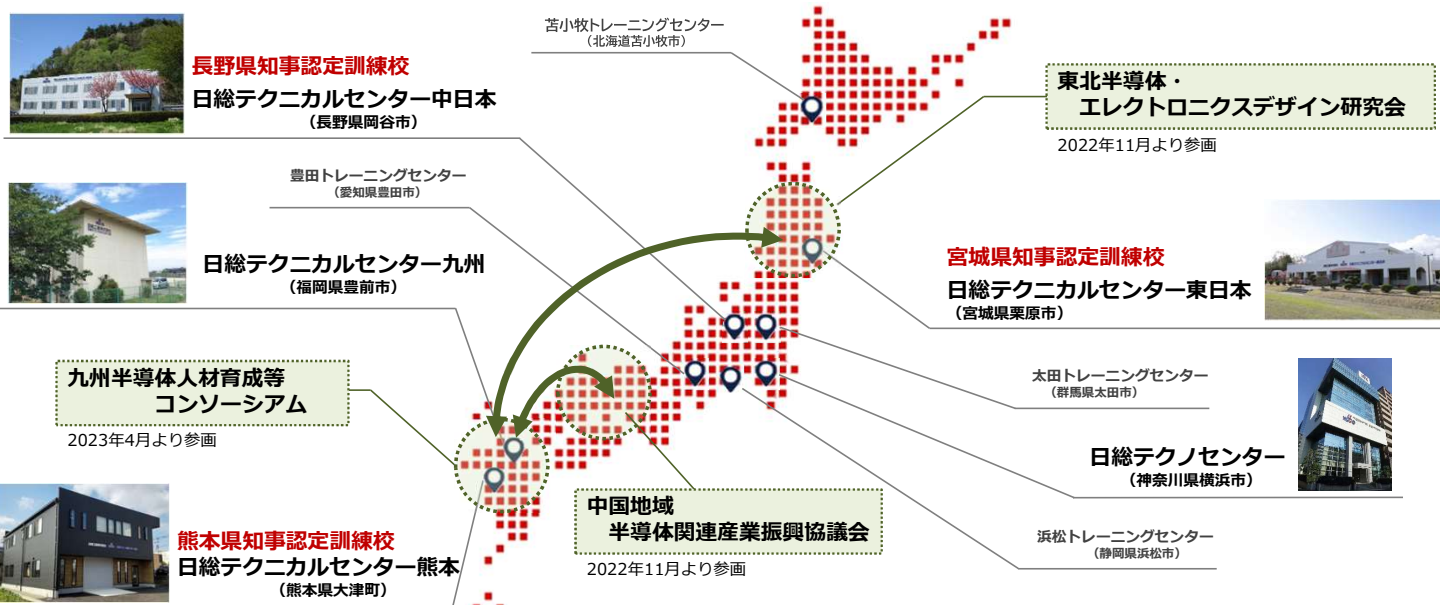 苫小牧トレーニングセンター
（北海道苫小牧市）
長野県知事認定訓練校
日総テクニカルセンター中日本
（長野県岡谷市）
東北半導体・
エレクトロニクスデザイン研究会
2022年11月より参画
豊田トレーニングセンター
（愛知県豊田市）
日総テクニカルセンター九州
（福岡県豊前市）
宮城県知事認定訓練校
日総テクニカルセンター東日本
（宮城県栗原市）
九州半導体人材育成等
コンソーシアム
2023年4月より参画
太田トレーニングセンター
（群馬県太田市）
日総テクノセンター
（神奈川県横浜市）
中国地域
半導体関連産業振興協議会
2022年11月より参画
浜松トレーニングセンター
（静岡県浜松市）
熊本県知事認定訓練校
日総テクニカルセンター熊本
（熊本県大津町）